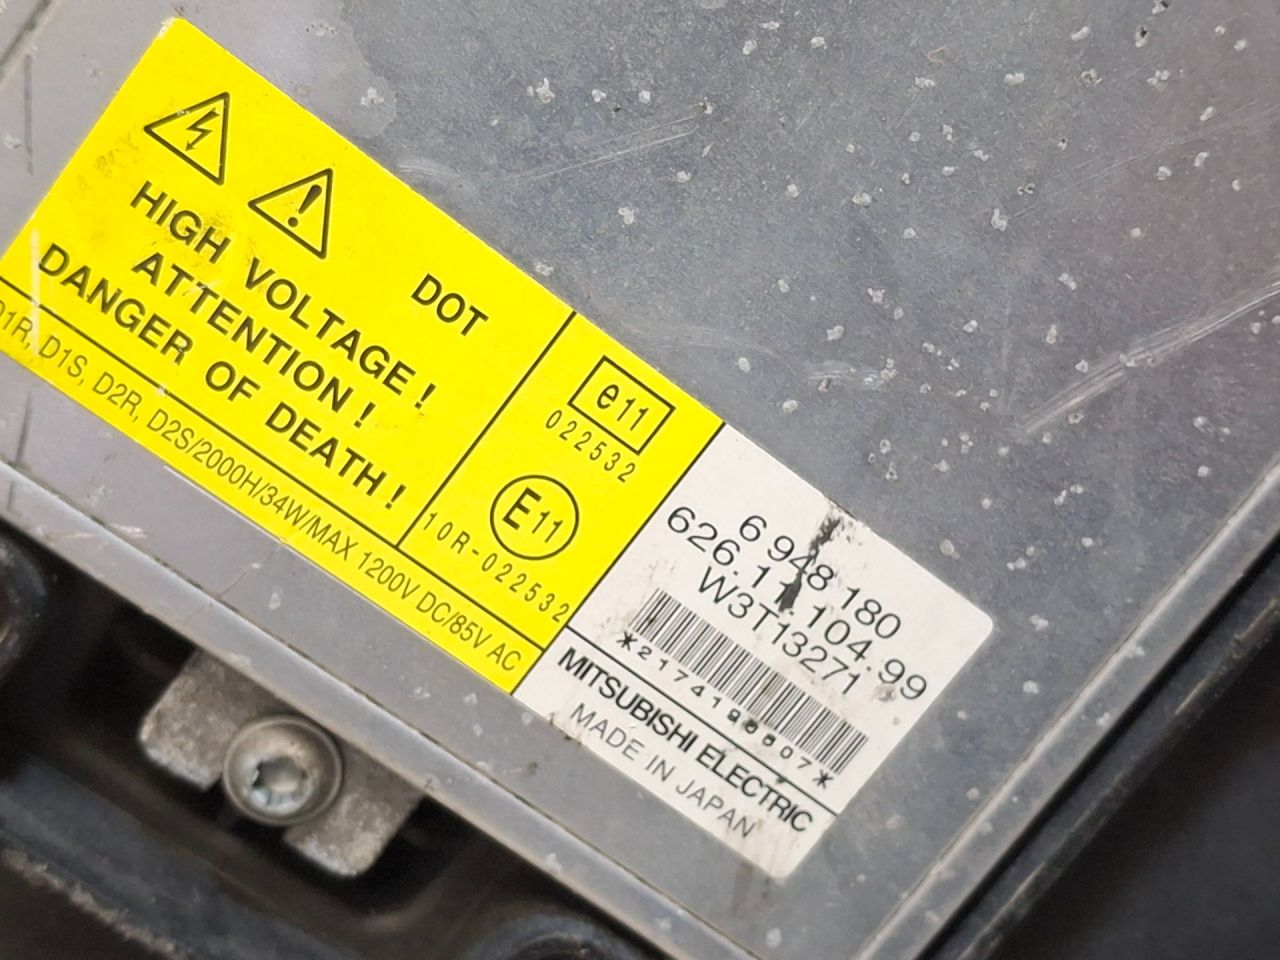 HIGH VOLTAGE !
ATTENTION !
DANGER OF DEATH !
DOT
D1R, D1S, D2R, D2S/2000H/34W/MAX 1200V DC/85V AC
e11
022532
E11
10R-022532
6 948 180
626.11.104.99
W3T13271
MITSUBISHI ELECTRIC
MADE IN JAPAN